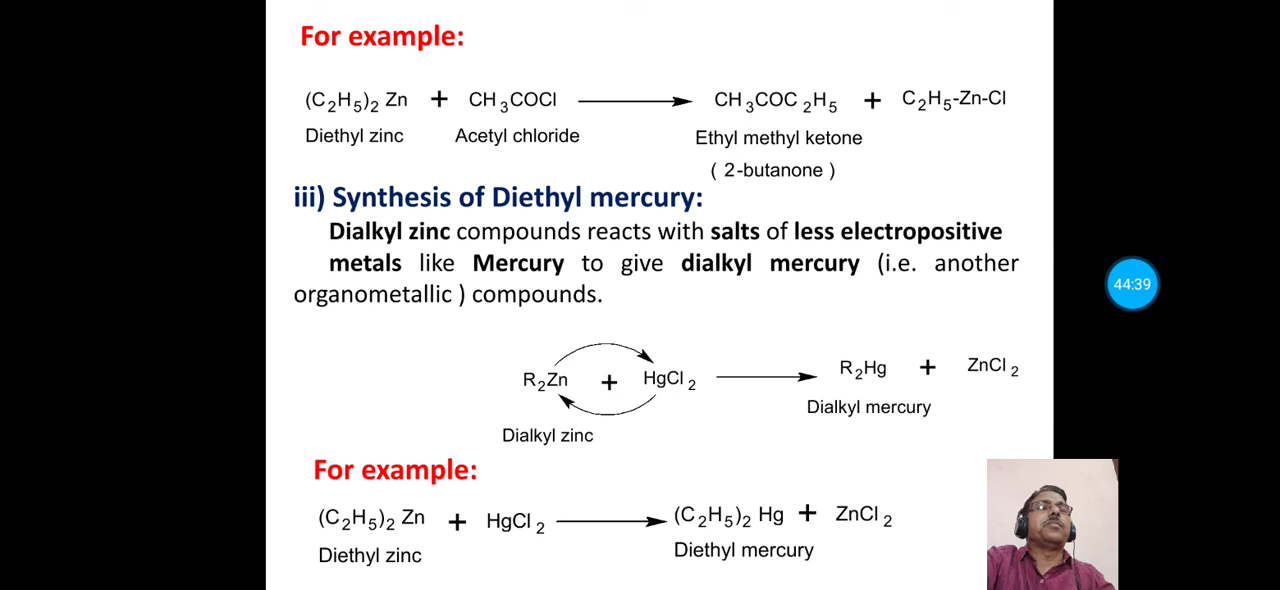 For example:
(C2H5)2 Zn + CH3COCl → CH3COC2H5 + C2H5-Zn-Cl
Diethyl zinc Acetyl chloride Ethyl methyl ketone
( 2-butanone )
iii) Synthesis of Diethyl mercury:
Dialkyl zinc compounds reacts with salts of less electropositive
metals like Mercury to give dialkyl mercury (i.e. another
organometallic ) compounds.
44:39
R2Zn + HgCl2 → R2Hg + ZnCl2
Dialkyl mercury
Dialkyl zinc
For example:
(C2H5)2 Zn + HgCl2 → (C2H5)2 Hg + ZnCl2
Diethyl zinc Diethyl mercury